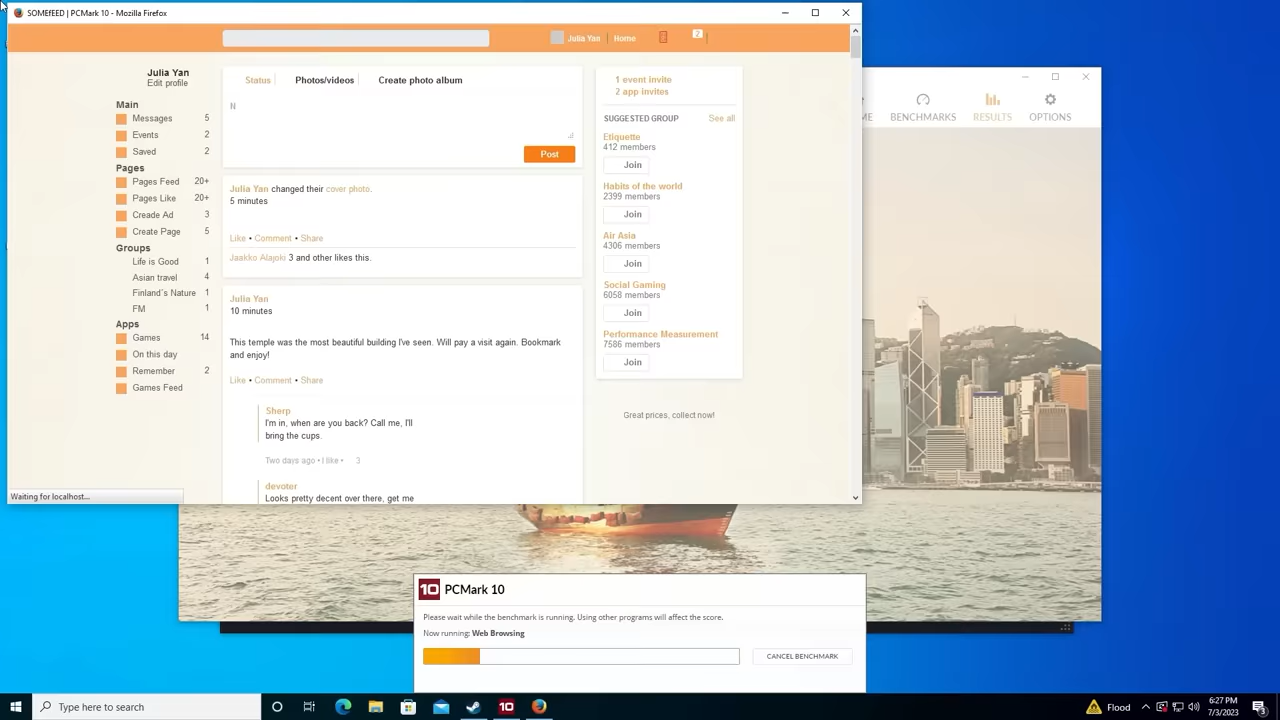 SOMEfEED | PCMark 10 - Mozilla Firefox
Julia Yan | Home
2
Julia Yan
Edit profile
Main
Messages 5
Events 2
Saved 2
Pages
Pages Feed 20+
Pages Like 20+
Creade Ad 3
Create Page 5
Groups
Life is Good 1
Asian travel 4
Finland´s Nature 1
FM 1
Apps
Games 14
On this day
Remember 2
Games Feed
Status
Photos/videos
Create photo album
N
Post
Julia Yan changed their cover photo.
5 minutes
Like • Comment • Share
Jaakko Alajoki 3 and other likes this.
Julia Yan
10 minutes
This temple was the most beautiful building I've seen. Will pay a visit again. Bookmark
and enjoy!
Like • Comment • Share
Sherp
I'm in, when are you back? Call me, I'll
bring the cups.
Two days ago • I like • 3
devoter
Looks pretty decent over there, get me
1 event invite
2 app invites
SUGGESTED GROUP See all
Etiquette
412 members
Join
Habits of the world
2399 members
Join
Air Asia
4306 members
Join
Social Gaming
6058 members
Join
Performance Measurement
7586 members
Join
Great prices, collect now!
Waiting for localhost...
ME
BENCHMARKS
RESULTS
OPTIONS
10 PCMark 10
Please wait while the benchmark is running. Using other programs will affect the score.
Now running: Web Browsing
CANCEL BENCHMARK
Type here to search
10
Flood
6:27 PM
7/3/2023
3